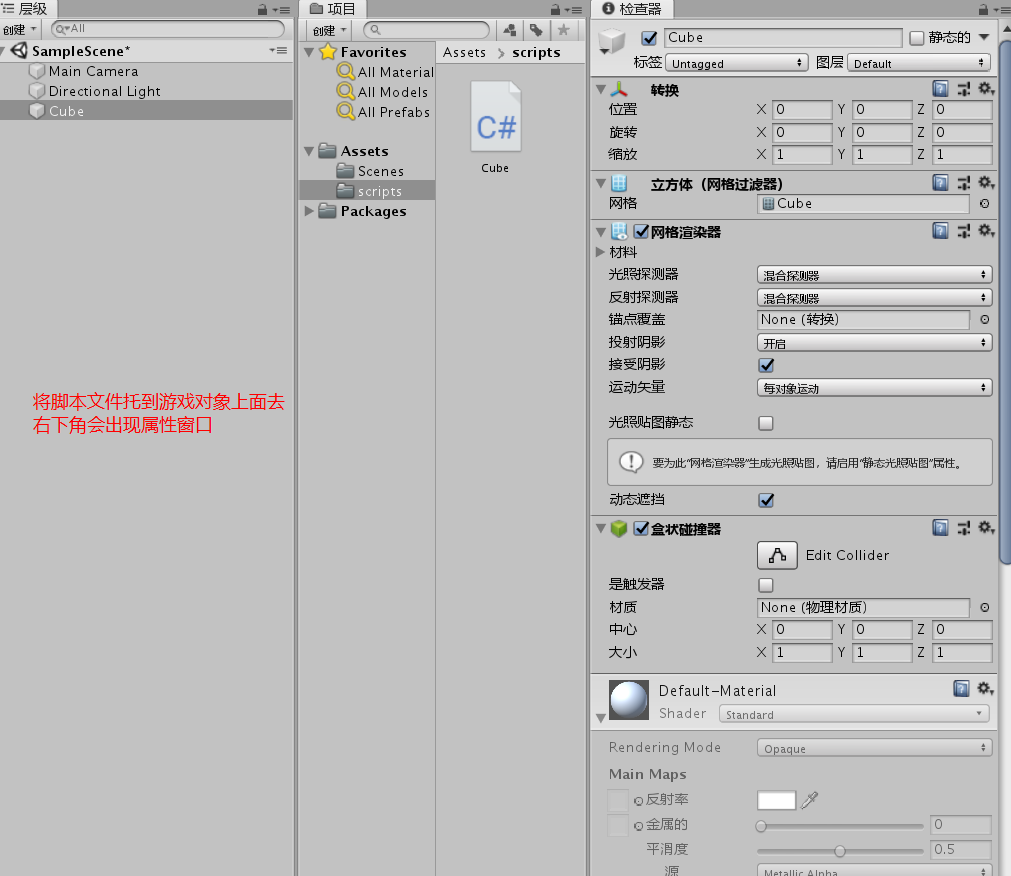 层级
创建
All
SampleScene*
Main Camera
Directional Light
Cube
将脚本文件托到游戏对象上面去
右下角会出现属性窗口
项目
创建
Favorites
All Material
All Models
All Prefabs
Assets
Scenes
scripts
Packages
Assets scripts
C#
Cube
检查器
Cube 静态的
标签 Untagged 图层 Default
转换
位置 X 0 Y 0 Z 0
旋转 X 0 Y 0 Z 0
缩放 X 1 Y 1 Z 1
立方体（网格过滤器）
网格 Cube
网格渲染器
材料
光照探测器 混合探测器
反射探测器 混合探测器
锚点覆盖 None (转换)
投射阴影 开启
接受阴影
运动矢量 每对象运动
光照贴图静态
要为此“网格渲染器”生成光照贴图，请启用“静态光照贴图”属性。
动态遮挡
盒状碰撞器
Edit Collider
是触发器
材质 None (物理材质)
中心 X 0 Y 0 Z 0
大小 X 1 Y 1 Z 1
Default-Material
Shader Standard
Rendering Mode Opaque
Main Maps
反射率
金属的 0
平滑度 0.5
源 Metallic Alpha